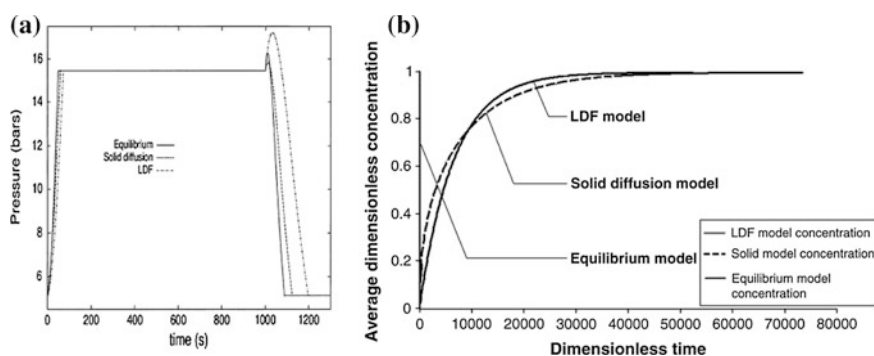 (a)
Pressure (bars)
16
14
12
10
8
6
Equilibrium
Solid diffusion
LDF
0
200
400
600
800
1000
1200
time (s)
(b)
Average dimensionless concentration
1
0.8
0.6
0.4
0.2
0
LDF model
Solid diffusion model
Equilibrium model
LDF model concentration
Solid model concentration
Equilibrium model
concentration
0
10000
20000
30000
40000
50000
60000
70000
80000
Dimensionless time